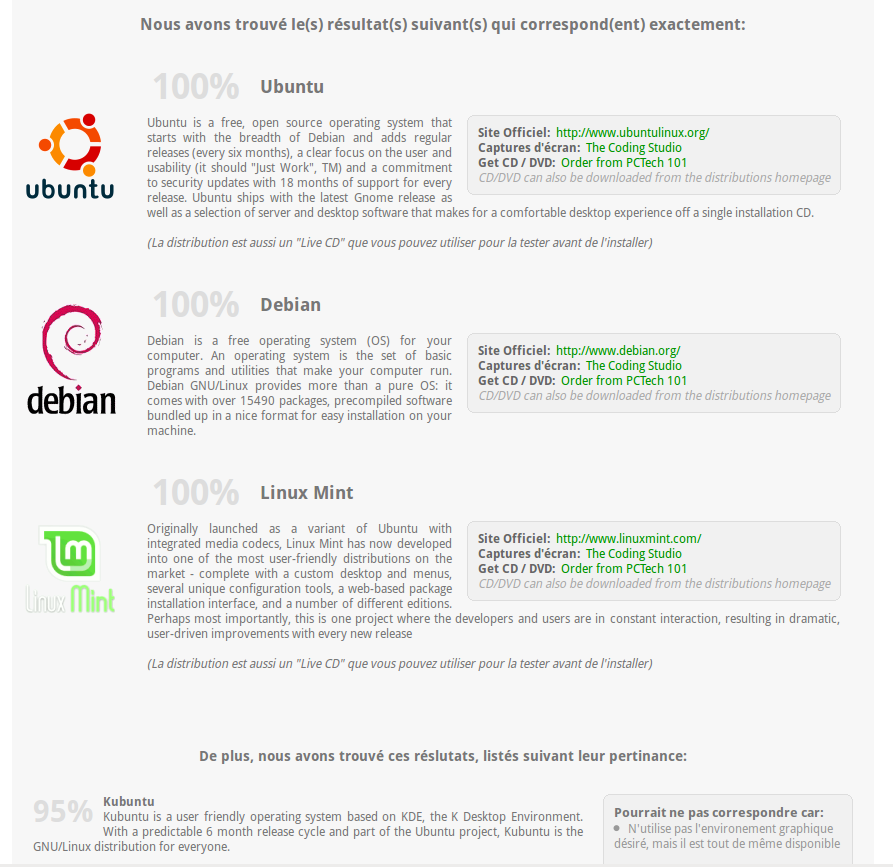 Nous avons trouvé le(s) résultat(s) suivant(s) qui correspond(ent) exactement:
100% Ubuntu
ubuntu
Ubuntu is a free, open source operating system that
starts with the breadth of Debian and adds regular
releases (every six months), a clear focus on the user and
usability (it should "Just Work", TM) and a commitment
to security updates with 18 months of support for every
release. Ubuntu ships with the latest Gnome release as
well as a selection of server and desktop software that makes for a comfortable desktop experience off a single installation CD.
Site Officiel: http://www.ubuntulinux.org/
Captures d'écran: The Coding Studio
Get CD / DVD: Order from PCTech 101
CD/DVD can also be downloaded from the distributions homepage
(La distribution est aussi un "Live CD" que vous pouvez utiliser pour la tester avant de l'installer)
100% Debian
debian
Debian is a free operating system (OS) for your
computer. An operating system is the set of basic
programs and utilities that make your computer run.
Debian GNU/Linux provides more than a pure OS: it
comes with over 15490 packages, precompiled software
bundled up in a nice format for easy installation on your
machine.
Site Officiel: http://www.debian.org/
Captures d'écran: The Coding Studio
Get CD / DVD: Order from PCTech 101
CD/DVD can also be downloaded from the distributions homepage
100% Linux Mint
Linux Mint
Originally launched as a variant of Ubuntu with
integrated media codecs, Linux Mint has now developed
into one of the most user-friendly distributions on the
market - complete with a custom desktop and menus,
several unique configuration tools, a web-based package
installation interface, and a number of different editions.
Perhaps most importantly, this is one project where the developers and users are in constant interaction, resulting in dramatic,
user-driven improvements with every new release
Site Officiel: http://www.linuxmint.com/
Captures d'écran: The Coding Studio
Get CD / DVD: Order from PCTech 101
CD/DVD can also be downloaded from the distributions homepage
(La distribution est aussi un "Live CD" que vous pouvez utiliser pour la tester avant de l'installer)
De plus, nous avons trouvé ces réslutats, listés suivant leur pertinance:
95% Kubuntu
Kubuntu is a user friendly operating system based on KDE, the K Desktop Environment.
With a predictable 6 month release cycle and part of the Ubuntu project, Kubuntu is the
GNU/Linux distribution for everyone.
Pourrait ne pas correspondre car:
• N'utilise pas l'environement graphique
désiré, mais il est tout de même disponible